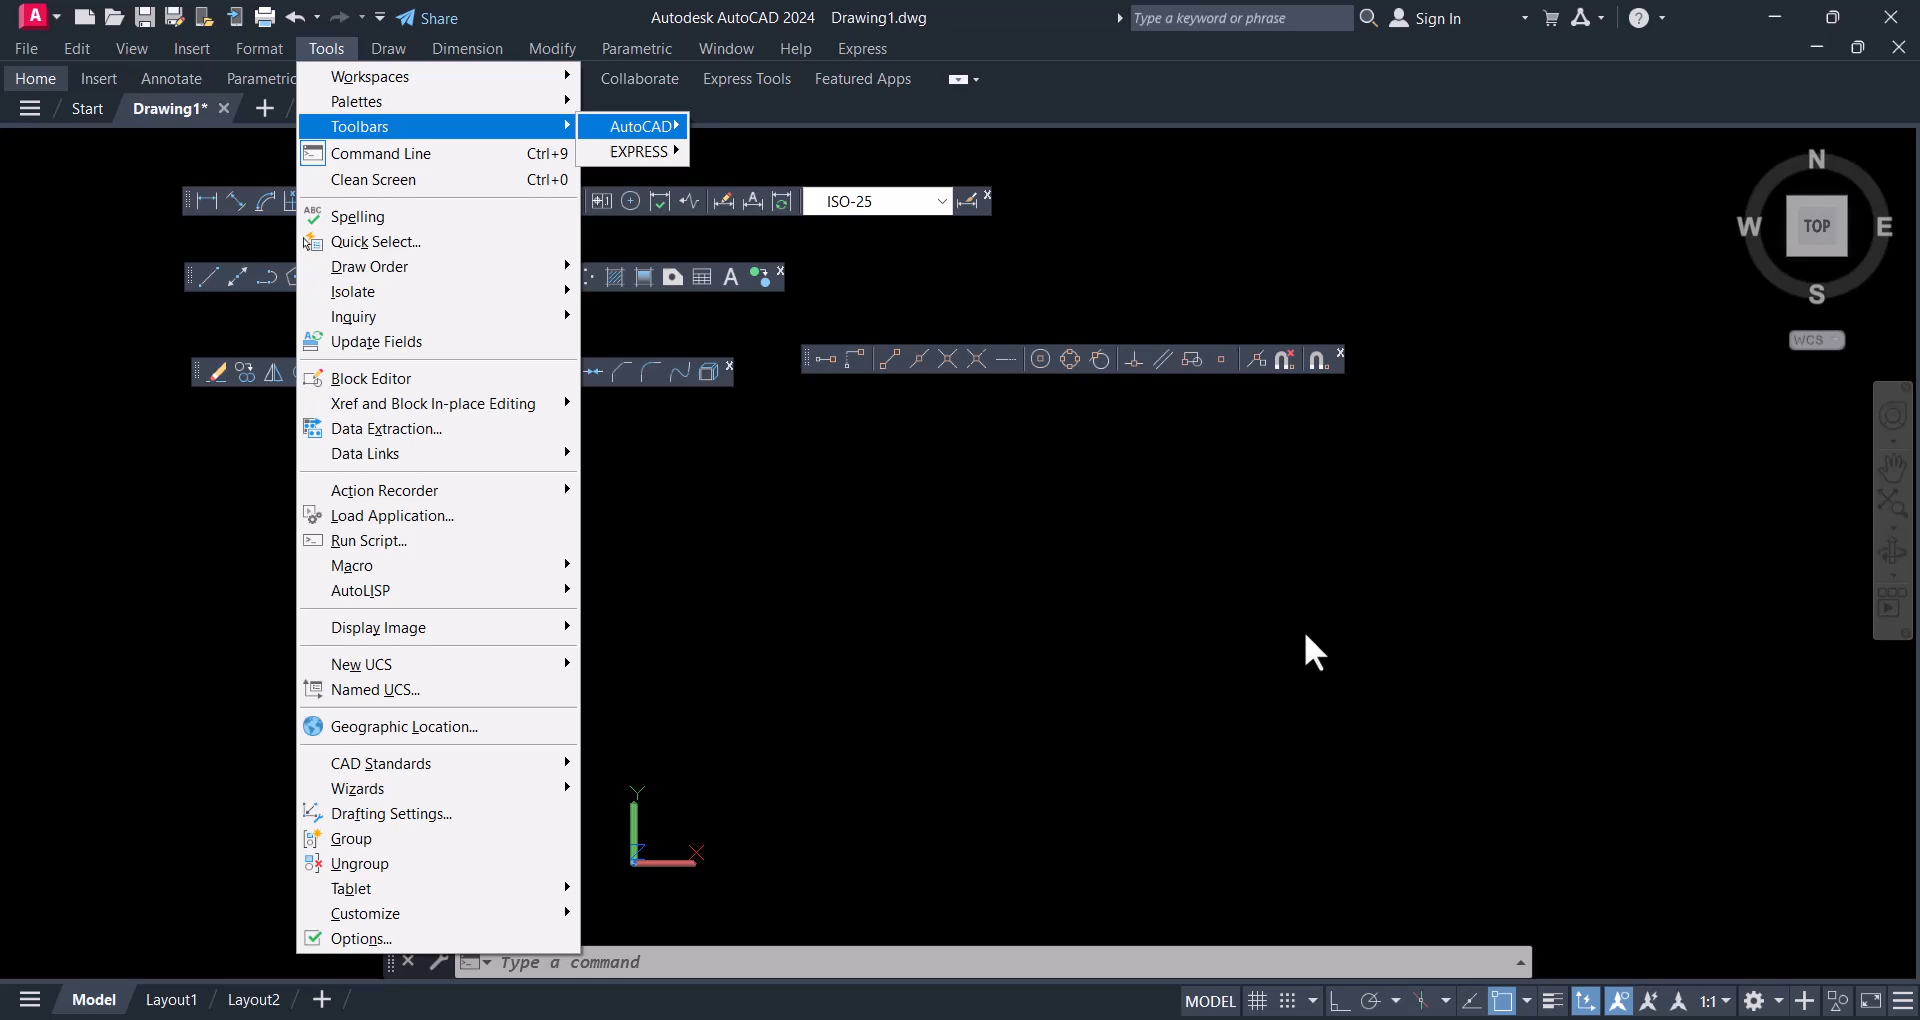 A
Share
Autodesk AutoCAD 2024 Drawing1.dwg
Type a keyword or phrase
Sign In
File Edit View Insert Format Tools Draw Dimension Modify Parametric Window Help Express
Home Insert Annotate Parametric Collaborate Express Tools Featured Apps
Start Drawing1*
Workspaces
Palettes
Toolbars
AutoCAD
EXPRESS
Command Line Ctrl+9
Clean Screen Ctrl+0
ABC Spelling
Quick Select...
Draw Order
Isolate
Inquiry
Update Fields
Block Editor
Xref and Block In-place Editing
Data Extraction...
Data Links
Action Recorder
Load Application...
Run Script...
Macro
AutoLISP
Display Image
New UCS
Named UCS...
Geographic Location...
CAD Standards
Wizards
Drafting Settings...
Group
Ungroup
Tablet
Customize
Options...
ISO-25
A
N
W TOP E
S
WCS
Y
X
Type a command
Model Layout1 Layout2
MODEL 1:1